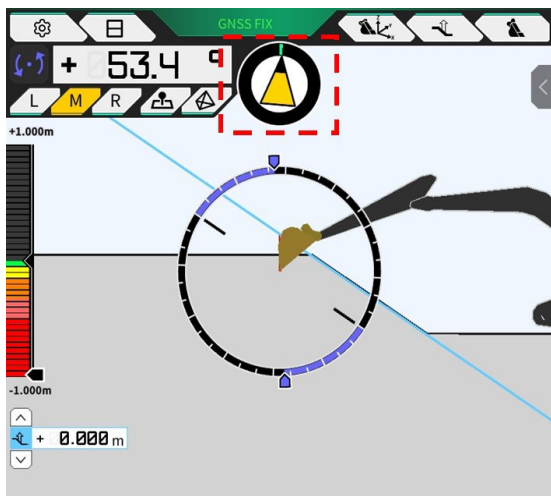 GNSS FIX
+ 53.4 °
L M R
+1.000m
-1.000m
+ 0.000 m